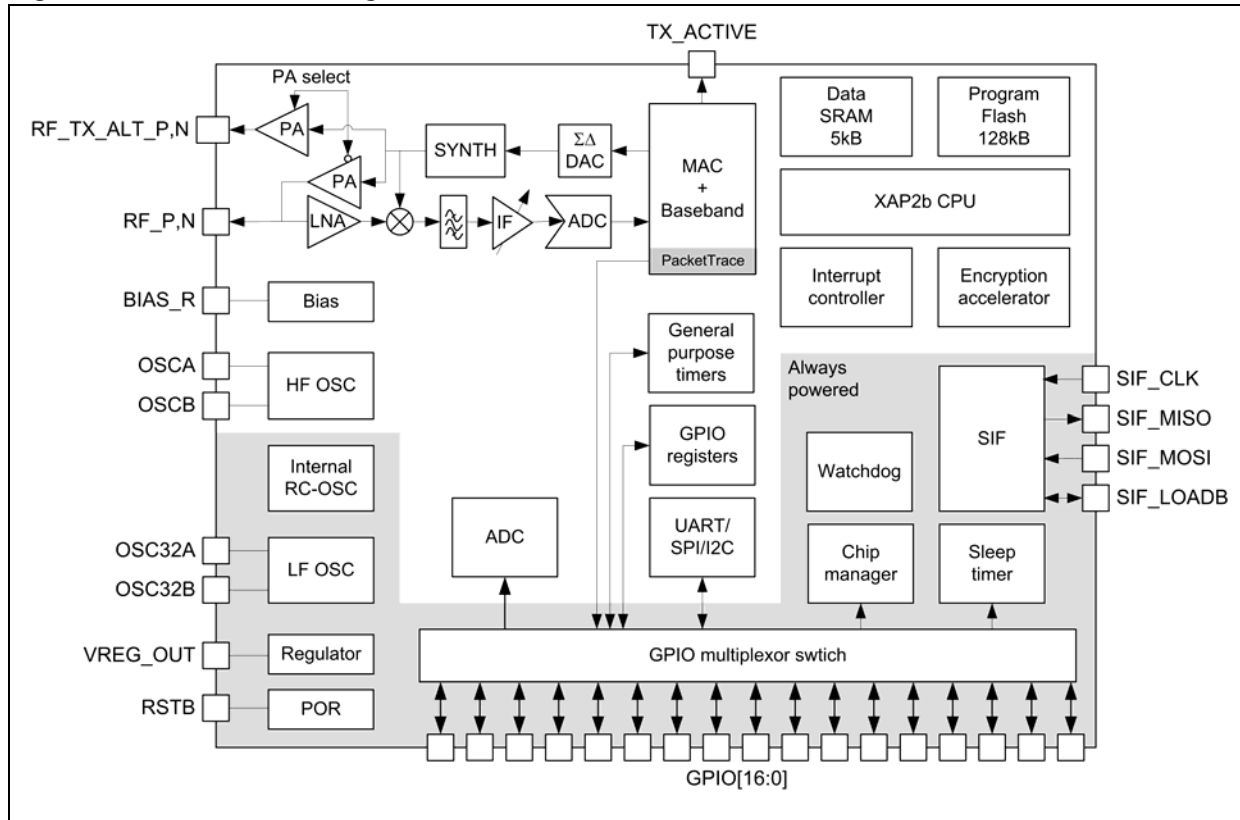 TX_ACTIVE
PA select
RF_TX_ALT_P,N
PA
SYNTH
ΣΔ
DAC
MAC
+
Baseband
PacketTrace
Data
SRAM
5kB
Program
Flash
128kB
PA
RF_P,N
LNA
IF
ADC
XAP2b CPU
BIAS_R
Bias
Interrupt
controller
Encryption
accelerator
OSCA
OSCB
HF OSC
General
purpose
timers
Always
powered
SIF
SIF_CLK
SIF_MISO
SIF_MOSI
SIF_LOADB
Internal
RC-OSC
GPIO
registers
Watchdog
OSC32A
OSC32B
LF OSC
ADC
UART/
SPI/I2C
Chip
manager
Sleep
timer
VREG_OUT
Regulator
GPIO multiplexor swtich
RSTB
POR
GPIO[16:0]